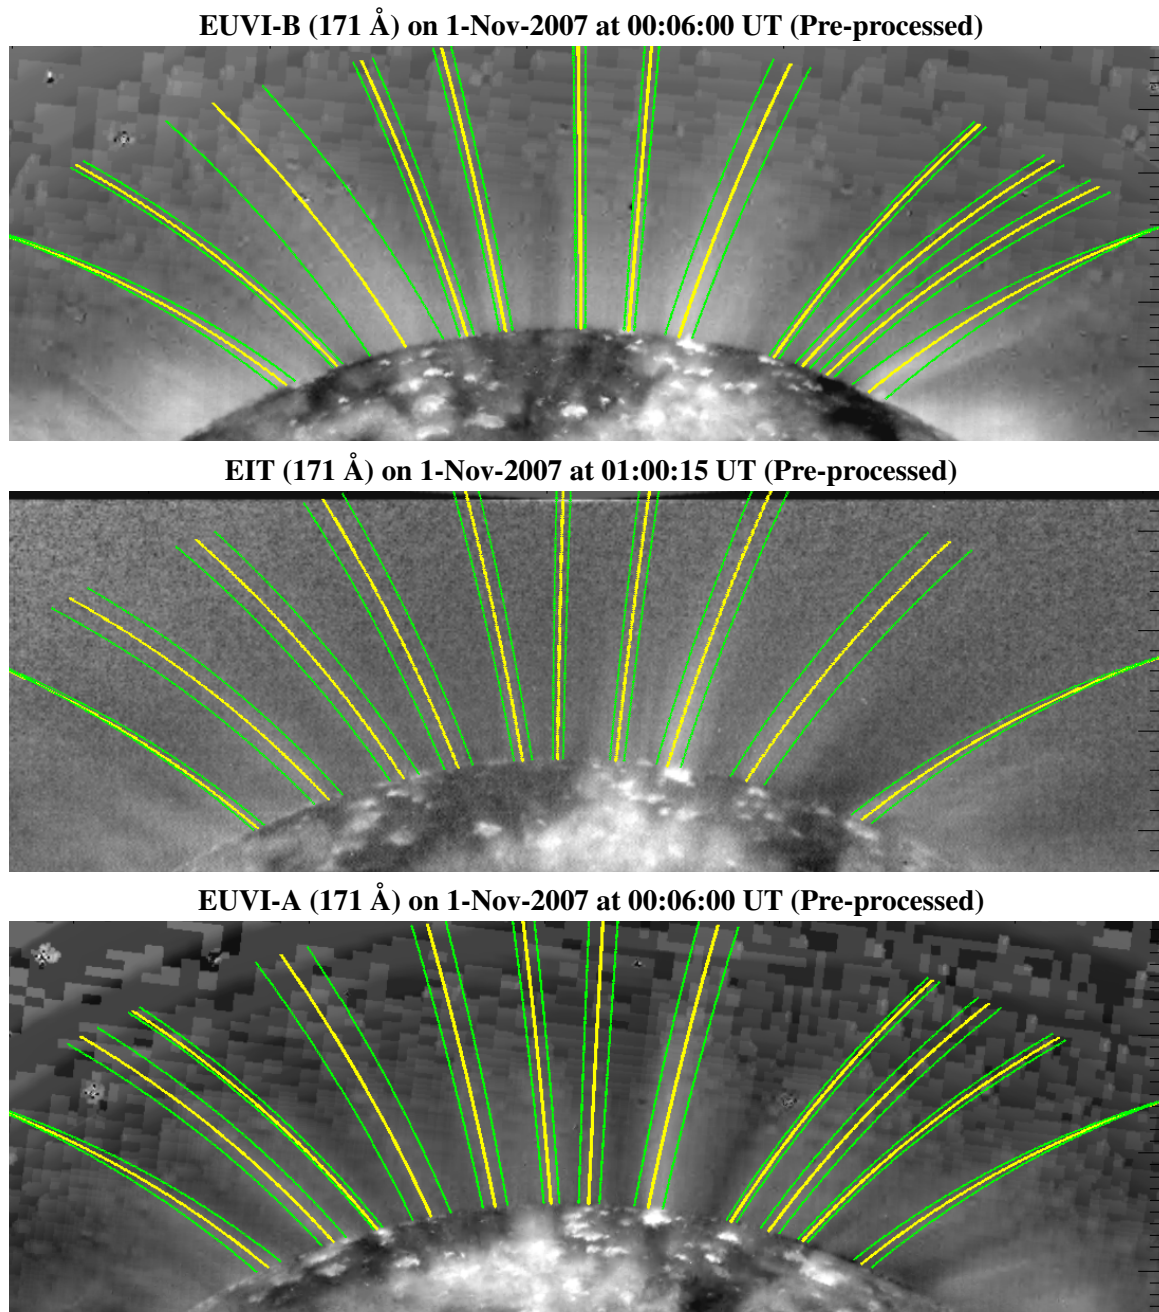 EUVI-B (171 Å) on 1-Nov-2007 at 00:06:00 UT (Pre-processed)
EIT (171 Å) on 1-Nov-2007 at 01:00:15 UT (Pre-processed)
EUVI-A (171 Å) on 1-Nov-2007 at 00:06:00 UT (Pre-processed)